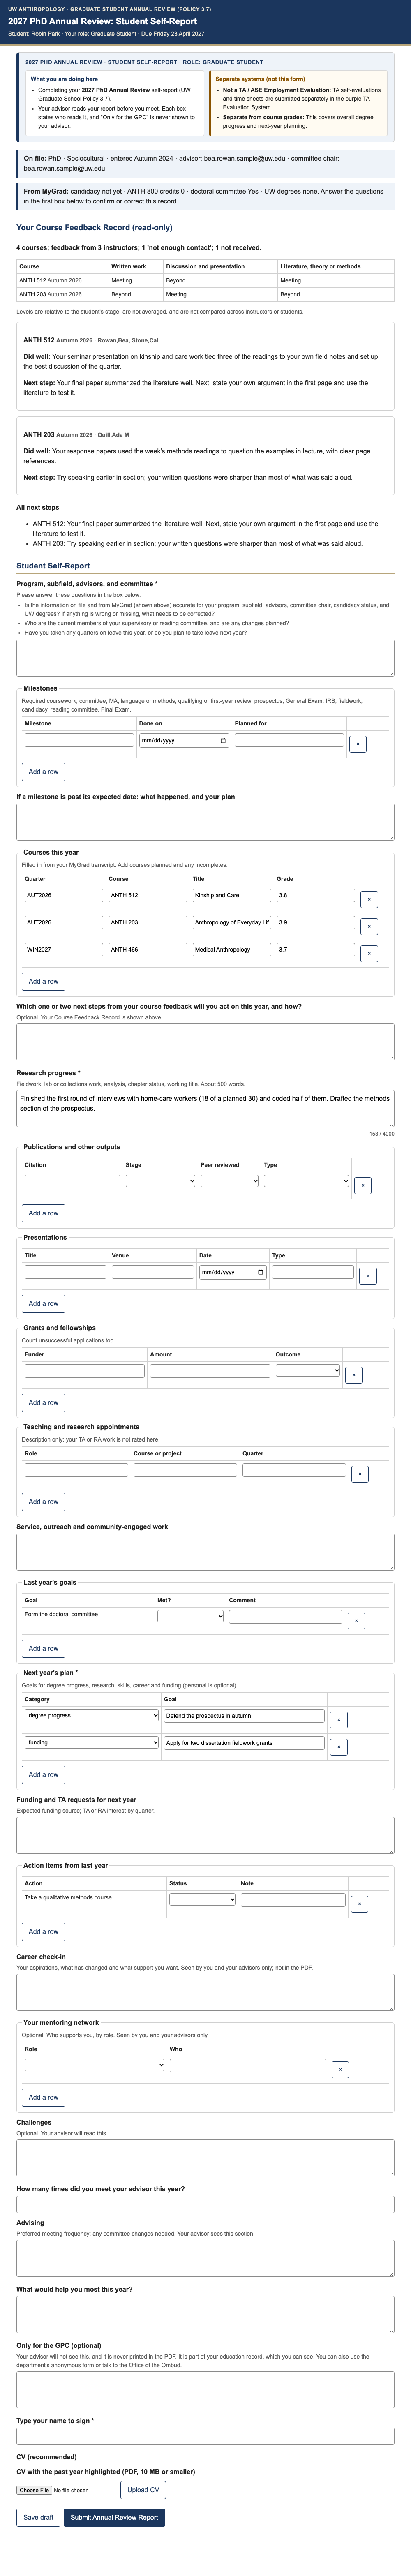 UW ANTHROPOLOGY · GRADUATE STUDENT ANNUAL REVIEW (POLICY 3.7)
2027 PhD Annual Review: Student Self-Report
Student: Robin Park · Your role: Graduate Student · Due Friday 23 April 2027
2027 PHD ANNUAL REVIEW · STUDENT SELF-REPORT · ROLE: GRADUATE STUDENT
What you are doing here
Completing your 2027 PhD Annual Review self-report (UW Graduate School Policy 3.7).
Your advisor reads your report before you meet. Each box states who reads it, and "Only for the GPC" is never shown to your advisor.
Separate systems (not this form)
Not a TA / ASE Employment Evaluation: TA self-evaluations and time sheets are submitted separately in the purple TA Evaluation System.
Separate from course grades: This covers overall degree progress and next-year planning.
On file: PhD · Sociocultural · entered Autumn 2024 · advisor: bea.rowan.sample@uw.edu · committee chair: bea.rowan.sample@uw.edu
From MyGrad: candidacy not yet · ANTH 800 credits 0 · doctoral committee Yes · UW degrees none. Answer the questions in the first box below to confirm or correct this record.
Your Course Feedback Record (read-only)
4 courses; feedback from 3 instructors; 1 'not enough contact'; 1 not received.
Course Written work Discussion and presentation Literature, theory or methods
ANTH 512 Autumn 2026 Meeting Beyond Meeting
ANTH 203 Autumn 2026 Beyond Meeting Beyond
Levels are relative to the student's stage, are not averaged, and are not compared across instructors or students.
ANTH 512 Autumn 2026 · Rowan,Bea, Stone,Cal
Did well: Your seminar presentation on kinship and care work tied three of the readings to your own field notes and set up the best discussion of the quarter.
Next step: Your final paper summarized the literature well. Next, state your own argument in the first page and use the literature to test it.
ANTH 203 Autumn 2026 · Quill,Ada M
Did well: Your response papers used the week's methods readings to question the examples in lecture, with clear page references.
Next step: Try speaking earlier in section; your written questions were sharper than most of what was said aloud.
All next steps
ANTH 512: Your final paper summarized the literature well. Next, state your own argument in the first page and use the literature to test it.
ANTH 203: Try speaking earlier in section; your written questions were sharper than most of what was said aloud.
Student Self-Report
Program, subfield, advisors, and committee *
Please answer these questions in the box below:
Is the information on file and from MyGrad (shown above) accurate for your program, subfield, advisors, committee chair, candidacy status, and UW degrees? If anything is wrong or missing, what needs to be corrected?
Who are the current members of your supervisory or reading committee, and are any changes planned?
Have you taken any quarters on leave this year, or do you plan to take leave next year?
Milestones
Required coursework, committee, MA, language or methods, qualifying or first-year review, prospectus, General Exam, IRB, fieldwork, candidacy, reading committee, Final Exam.
Milestone Done on Planned for
mm/dd/yyyy ×
Add a row
If a milestone is past its expected date: what happened, and your plan
Courses this year
Filled in from your MyGrad transcript. Add courses planned and any incompletes.
Quarter Course Title Grade
AUT2026 ANTH 512 Kinship and Care 3.8 ×
AUT2026 ANTH 203 Anthropology of Everyday Lif 3.9 ×
WIN2027 ANTH 466 Medical Anthropology 3.7 ×
Add a row
Which one or two next steps from your course feedback will you act on this year, and how?
Optional. Your Course Feedback Record is shown above.
Research progress *
Fieldwork, lab or collections work, analysis, chapter status, working title. About 500 words.
Finished the first round of interviews with home-care workers (18 of a planned 30) and coded half of them. Drafted the methods section of the prospectus.
153 / 4000
Publications and other outputs
Citation Stage Peer reviewed Type
×
Add a row
Presentations
Title Venue Date Type
mm/dd/yyyy ×
Add a row
Grants and fellowships
Count unsuccessful applications too.
Funder Amount Outcome
×
Add a row
Teaching and research appointments
Description only; your TA or RA work is not rated here.
Role Course or project Quarter
×
Add a row
Service, outreach and community-engaged work
Last year's goals
Goal Met? Comment
Form the doctoral committee ×
Add a row
Next year's plan *
Goals for degree progress, research, skills, career and funding (personal is optional).
Category Goal
degree progress Defend the prospectus in autumn ×
funding Apply for two dissertation fieldwork grants ×
Add a row
Funding and TA requests for next year
Expected funding source; TA or RA interest by quarter.
Action items from last year
Action Status Note
Take a qualitative methods course ×
Add a row
Career check-in
Your aspirations, what has changed and what support you want. Seen by you and your advisors only; not in the PDF.
Your mentoring network
Optional. Who supports you, by role. Seen by you and your advisors only.
Role Who
×
Add a row
Challenges
Optional. Your advisor will read this.
How many times did you meet your advisor this year?
Advising
Preferred meeting frequency; any committee changes needed. Your advisor sees this section.
What would help you most this year?
Only for the GPC (optional)
Your advisor will not see this, and it is never printed in the PDF. It is part of your education record, which you can see. You can also use the department's anonymous form or talk to the Office of the Ombud.
Type your name to sign *
CV (recommended)
CV with the past year highlighted (PDF, 10 MB or smaller)
Choose File No file chosen Upload CV
Save draft Submit Annual Review Report